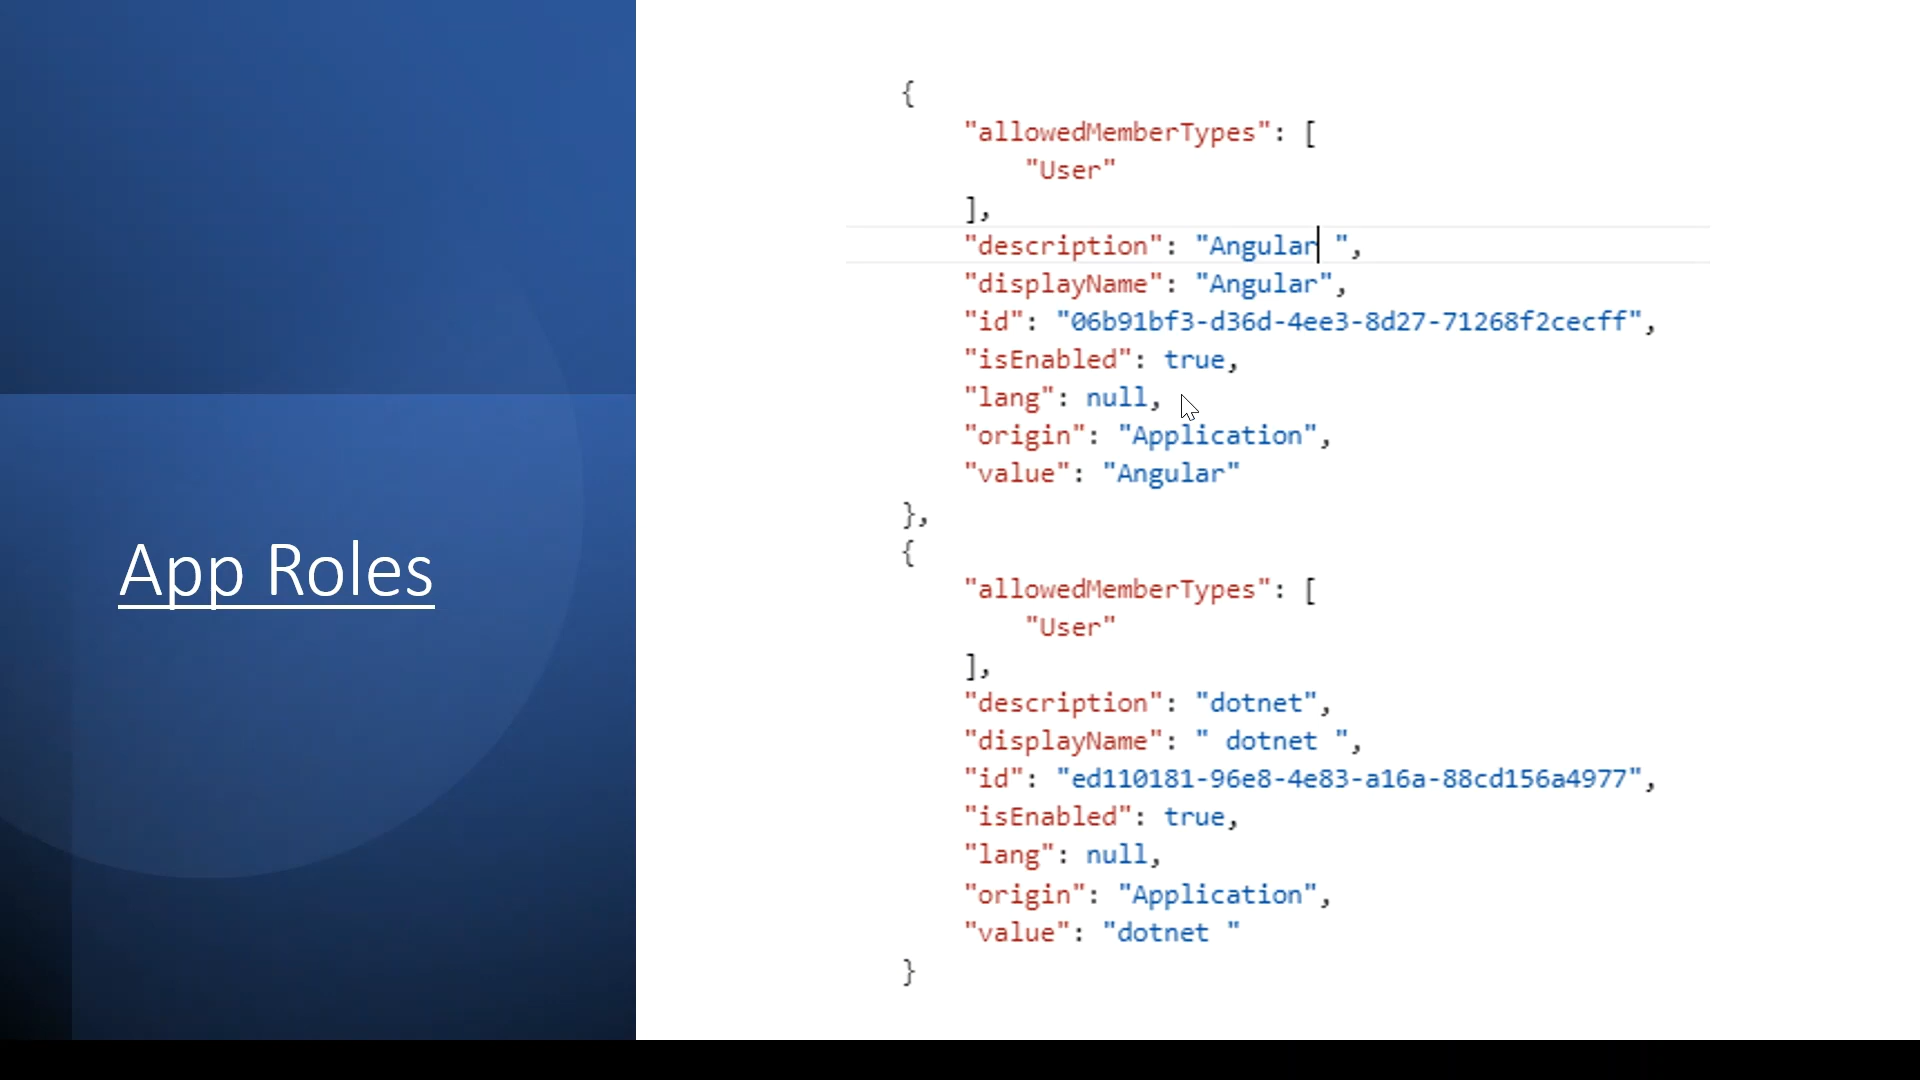 App Roles
{
"allowedMemberTypes": [
"User"
],
"description": "Angular ",
"displayName": "Angular",
"id": "06b91bf3-d36d-4ee3-8d27-71268f2cecff",
"isEnabled": true,
"lang": null,
"origin": "Application",
"value": "Angular"
},
{
"allowedMemberTypes": [
"User"
],
"description": "dotnet",
"displayName": " dotnet ",
"id": "ed110181-96e8-4e83-a16a-88cd156a4977",
"isEnabled": true,
"lang": null,
"origin": "Application",
"value": "dotnet "
}